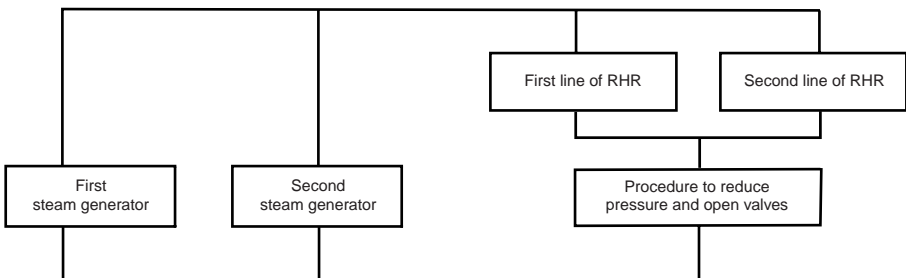 First line of RHR
Second line of RHR
First
steam generator
Second
steam generator
Procedure to reduce
pressure and open valves